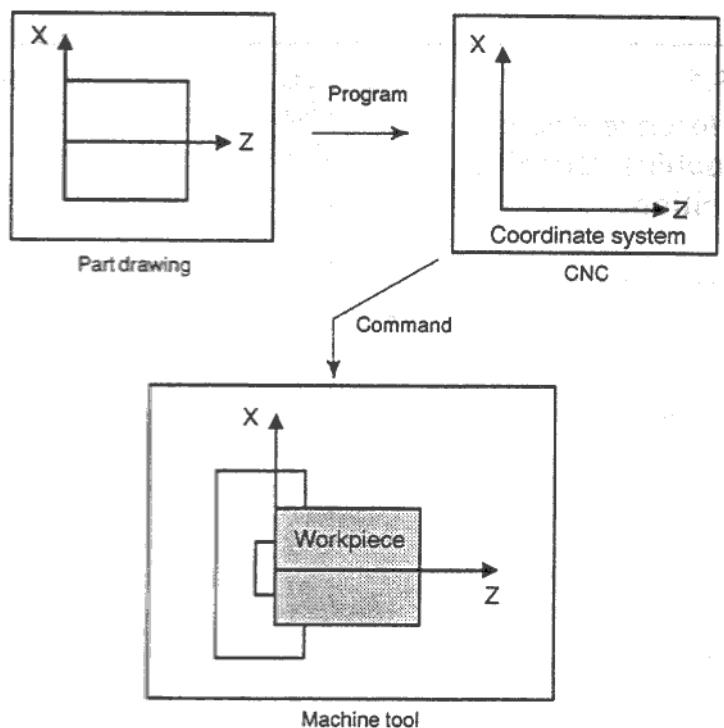 X
Z
Part drawing
Program
X
Z
Coordinate system
CNC
Command
X
Workpiece
Z
Machine tool